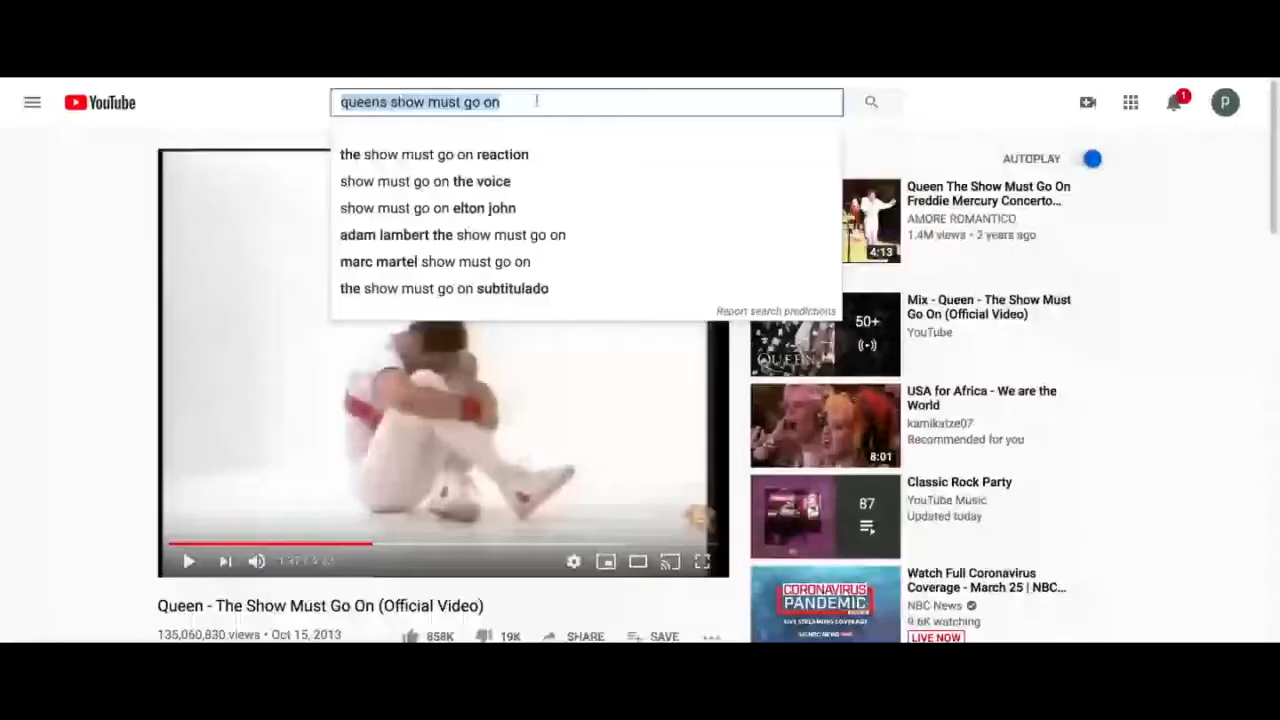 YouTube
queens show must go on
1
P
the show must go on reaction
show must go on the voice
show must go on elton john
adam lambert the show must go on
marc martel show must go on
the show must go on subtitulado
Report search predictions
AUTOPLAY
Queen The Show Must Go On
Freddie Mercury Concerto...
AMORE ROMANTICO
1.4M views • 2 years ago
4:13
Mix - Queen - The Show Must
Go On (Official Video)
YouTube
50+
QUEEN
USA for Africa - We are the
World
kamikatze07
Recommended for you
8:01
Classic Rock Party
YouTube Music
Updated today
87
Watch Full Coronavirus
Coverage - March 25 | NBC...
NBC News
9.6K watching
LIVE NOW
CORONAVIRUS
PANDEMIC
LIVE STREAMING COVERAGE
NBC NEWS
Queen - The Show Must Go On (Official Video)
135,060,830 views • Oct 15, 2013
858K
19K
SHARE
SAVE